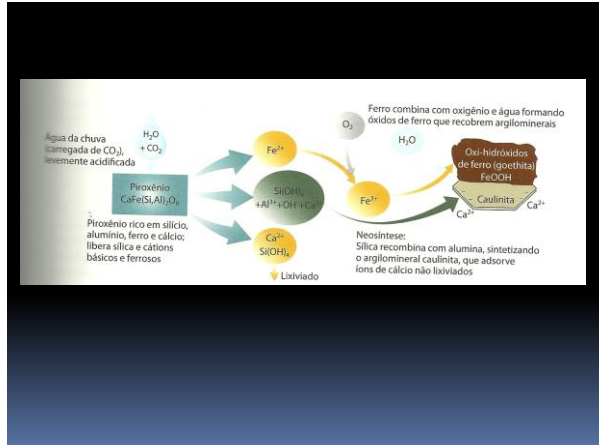 Água da chuva
(carregada de CO₂),
levemente acidificada
H₂O
+ CO₂
Piroxênio
CaFe(Si,Al)₂O₆
Piroxênio rico em silício,
alumínio, ferro e cálcio;
libera sílica e cátions
básicos e ferrosos
Fe²⁺
Si(OH)₄
+Al³⁺+OH⁻+Ca²⁺
Ca²⁺
Si(OH)₄
Lixiviado
O₂
Ferro combina com oxigênio e água formando
óxidos de ferro que recobrem argilominerais
H₂O
Fe³⁺
Oxi-hidróxidos
de ferro (goethita)
FeOOH
Caulinita
Ca²⁺
Ca²⁺
Neosíntese:
Sílica recombina com alumina, sintetizando
o argilomineral caulinita, que adsorve
íons de cálcio não lixiviados